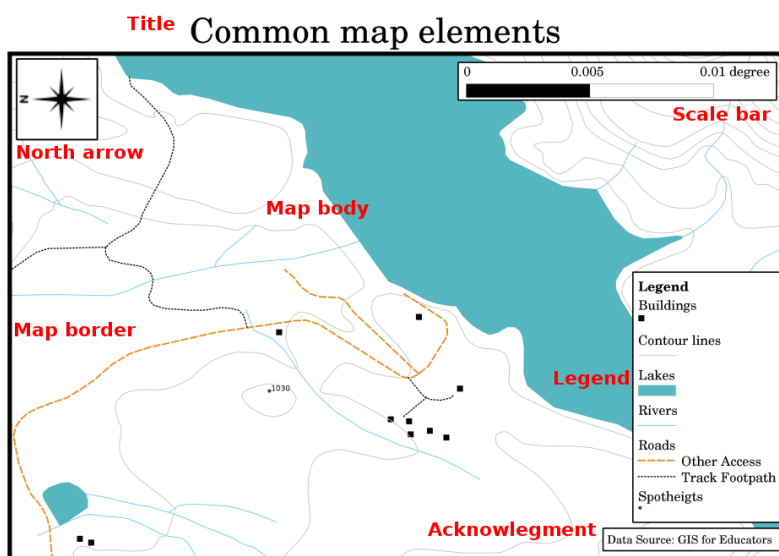 Title Common map elements
0 0.005 0.01 degree
N
Scale bar
North arrow
Map body
Map border
1030
Legend
Legend
Buildings
Contour lines
Lakes
Rivers
Roads
Other Access
Track Footpath
Spotheigts
Acknowlegment
Data Source: GIS for Educators